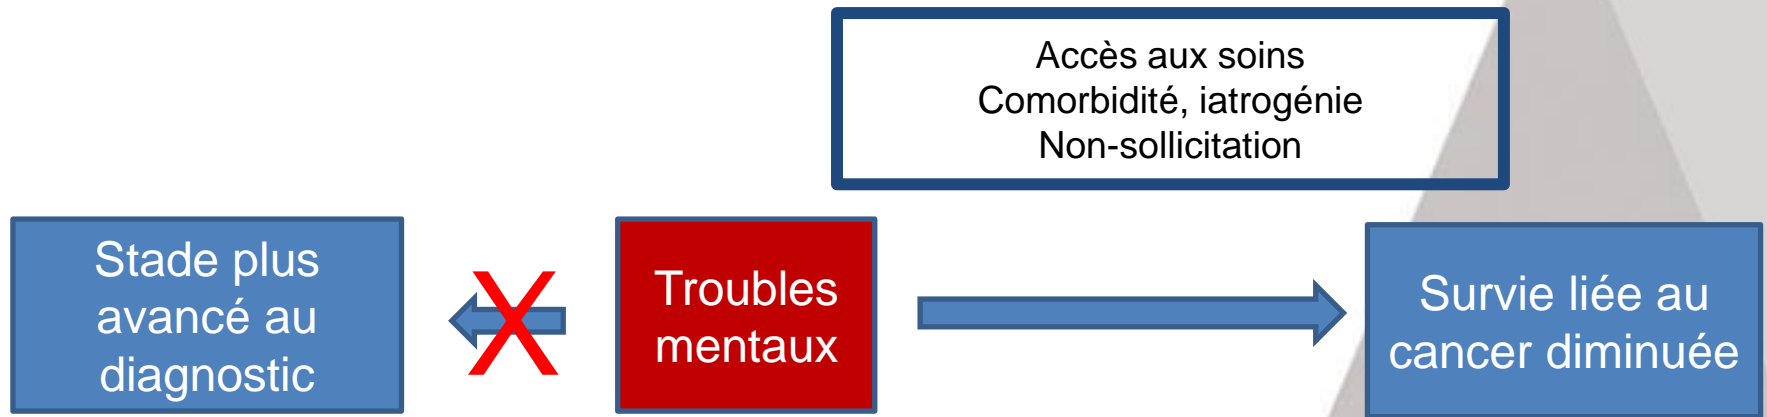 Accès aux soins
Comorbidité, iatrogénie
Non-sollicitation
Stade plus
avancé au
diagnostic
X
Troubles
mentaux
Survie liée au
cancer diminuée